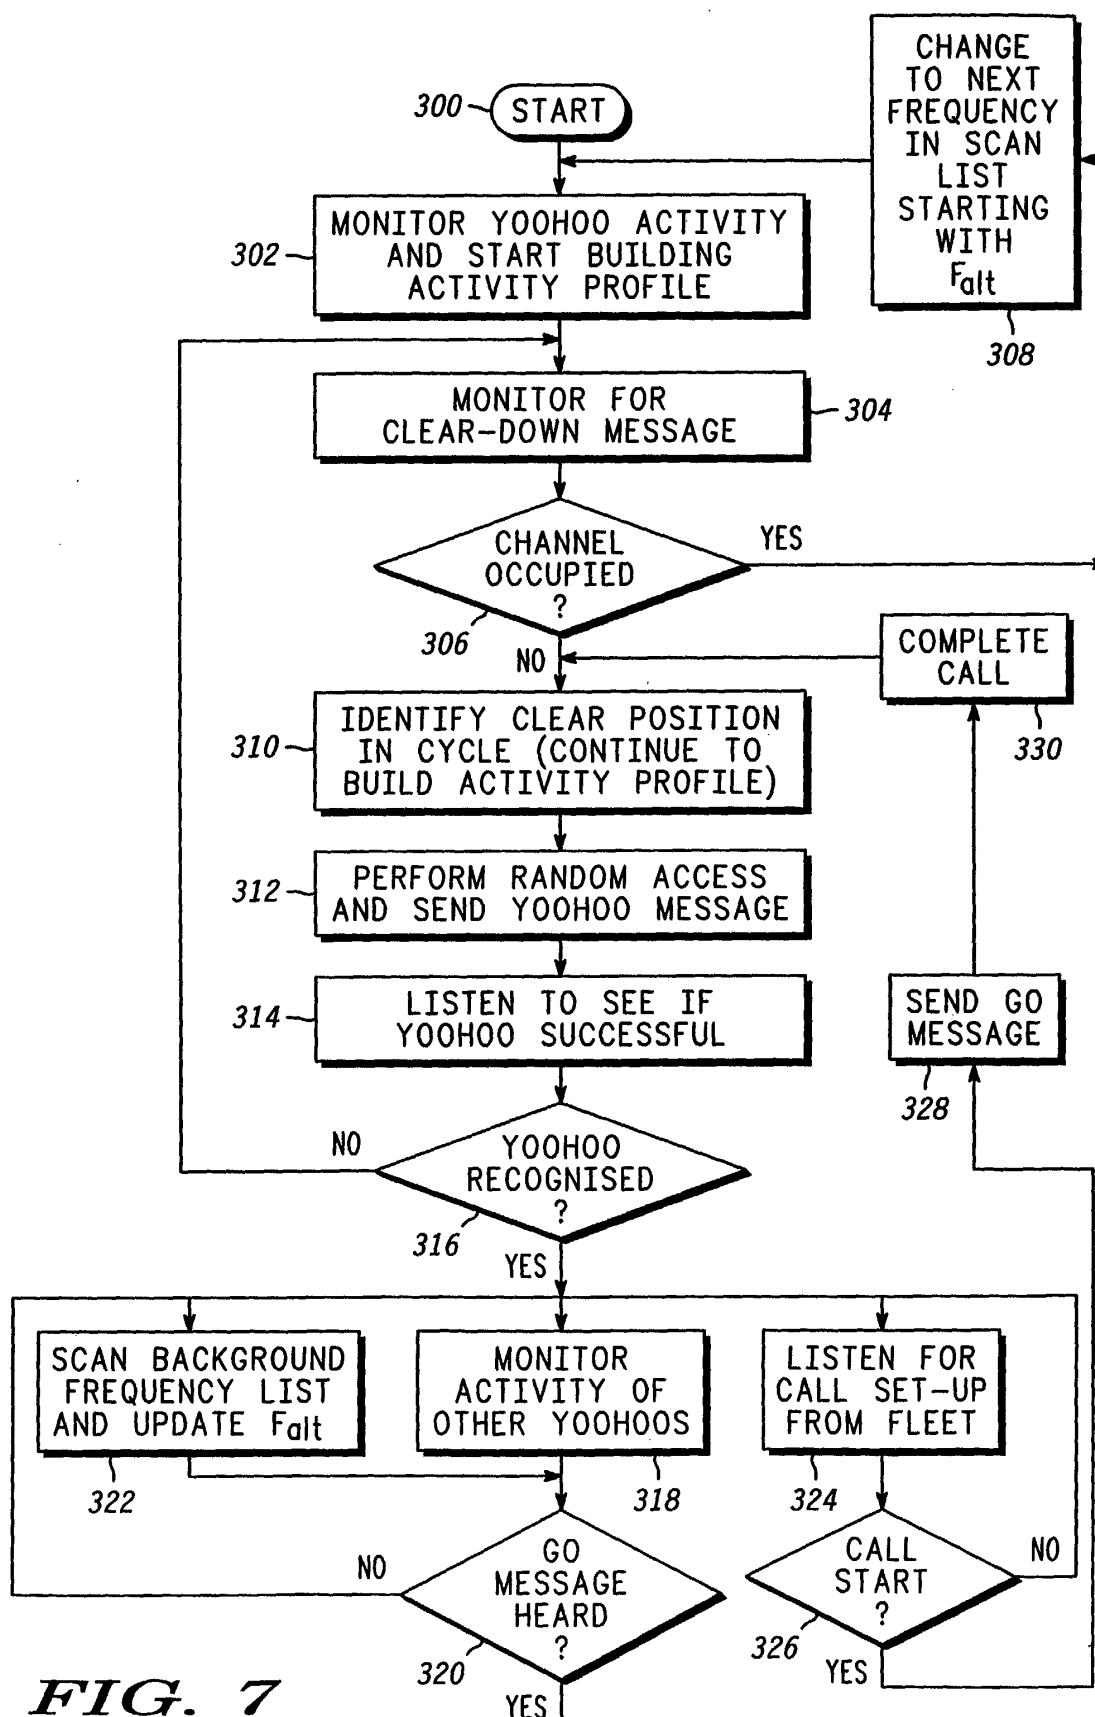 300
START
CHANGE
TO NEXT
FREQUENCY
IN SCAN
LIST
STARTING
WITH
Falt
308
302
MONITOR YOOHOO ACTIVITY
AND START BUILDING
ACTIVITY PROFILE
MONITOR FOR
CLEAR-DOWN MESSAGE
304
CHANNEL
OCCUPIED
?
306
YES
NO
COMPLETE
CALL
330
310
IDENTIFY CLEAR POSITION
IN CYCLE (CONTINUE TO
BUILD ACTIVITY PROFILE)
312
PERFORM RANDOM ACCESS
AND SEND YOOHOO MESSAGE
314
LISTEN TO SEE IF
YOOHOO SUCCESSFUL
SEND GO
MESSAGE
328
NO
YOOHOO
RECOGNISED
?
316
YES
SCAN BACKGROUND
FREQUENCY LIST
AND UPDATE Falt
322
MONITOR
ACTIVITY OF
OTHER YOOHOOS
318
LISTEN FOR
CALL SET-UP
FROM FLEET
324
NO
GO
MESSAGE
HEARD
?
320
YES
CALL
START
?
326
NO
YES
FIG. 7